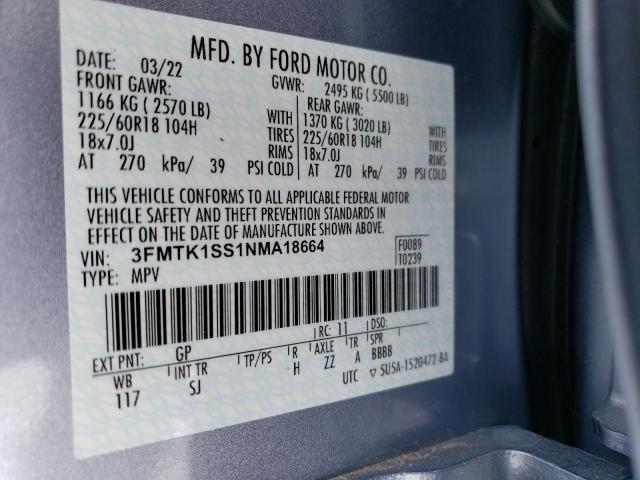 MFD. BY FORD MOTOR CO.
DATE: 03/22 GVWR: 2495 KG ( 5500 LB)
FRONT GAWR: REAR GAWR:
1166 KG ( 2570 LB) WITH 1370 KG ( 3020 LB) WITH
225/60R18 104H TIRES 225/60R18 104H TIRES
18x7.0J RIMS 18x7.0J RIMS
AT 270 kPa/ 39 PSI COLD AT 270 kPa/ 39 PSI COLD
THIS VEHICLE CONFORMS TO ALL APPLICABLE FEDERAL MOTOR
VEHICLE SAFETY AND THEFT PREVENTION STANDARDS IN
EFFECT ON THE DATE OF MANUFACTURE SHOWN ABOVE.
VIN: 3FMTK1SS1NMA18664 F0089
TYPE: MPV T0239
EXT PNT: GP RC: 11 DSO:
WB INT TR TP/PS R AXLE TR SPR
117 SJ H ZZ A BBBB
UTC ▽ 5U5A-1520472-BA